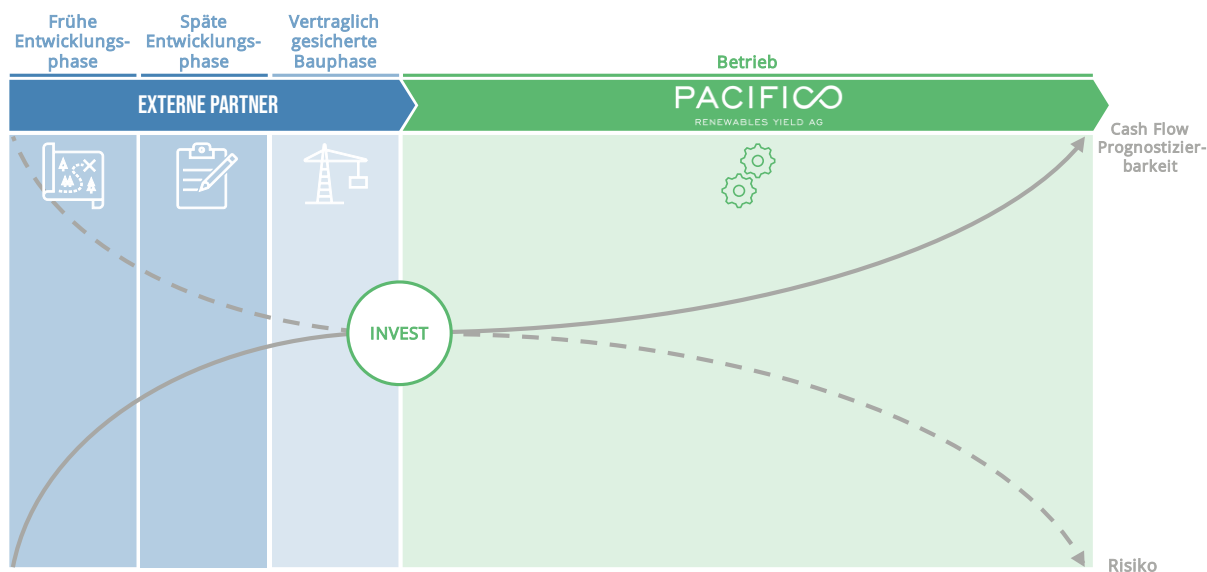 Frühe
Entwicklungs-
phase
Späte
Entwicklungs-
phase
Vertraglich
gesicherte
Bauphase
Betrieb
EXTERNE PARTNER
PACIFICO
RENEWABLES YIELD AG
Cash Flow
Prognostizier-
barkeit
INVEST
Risiko